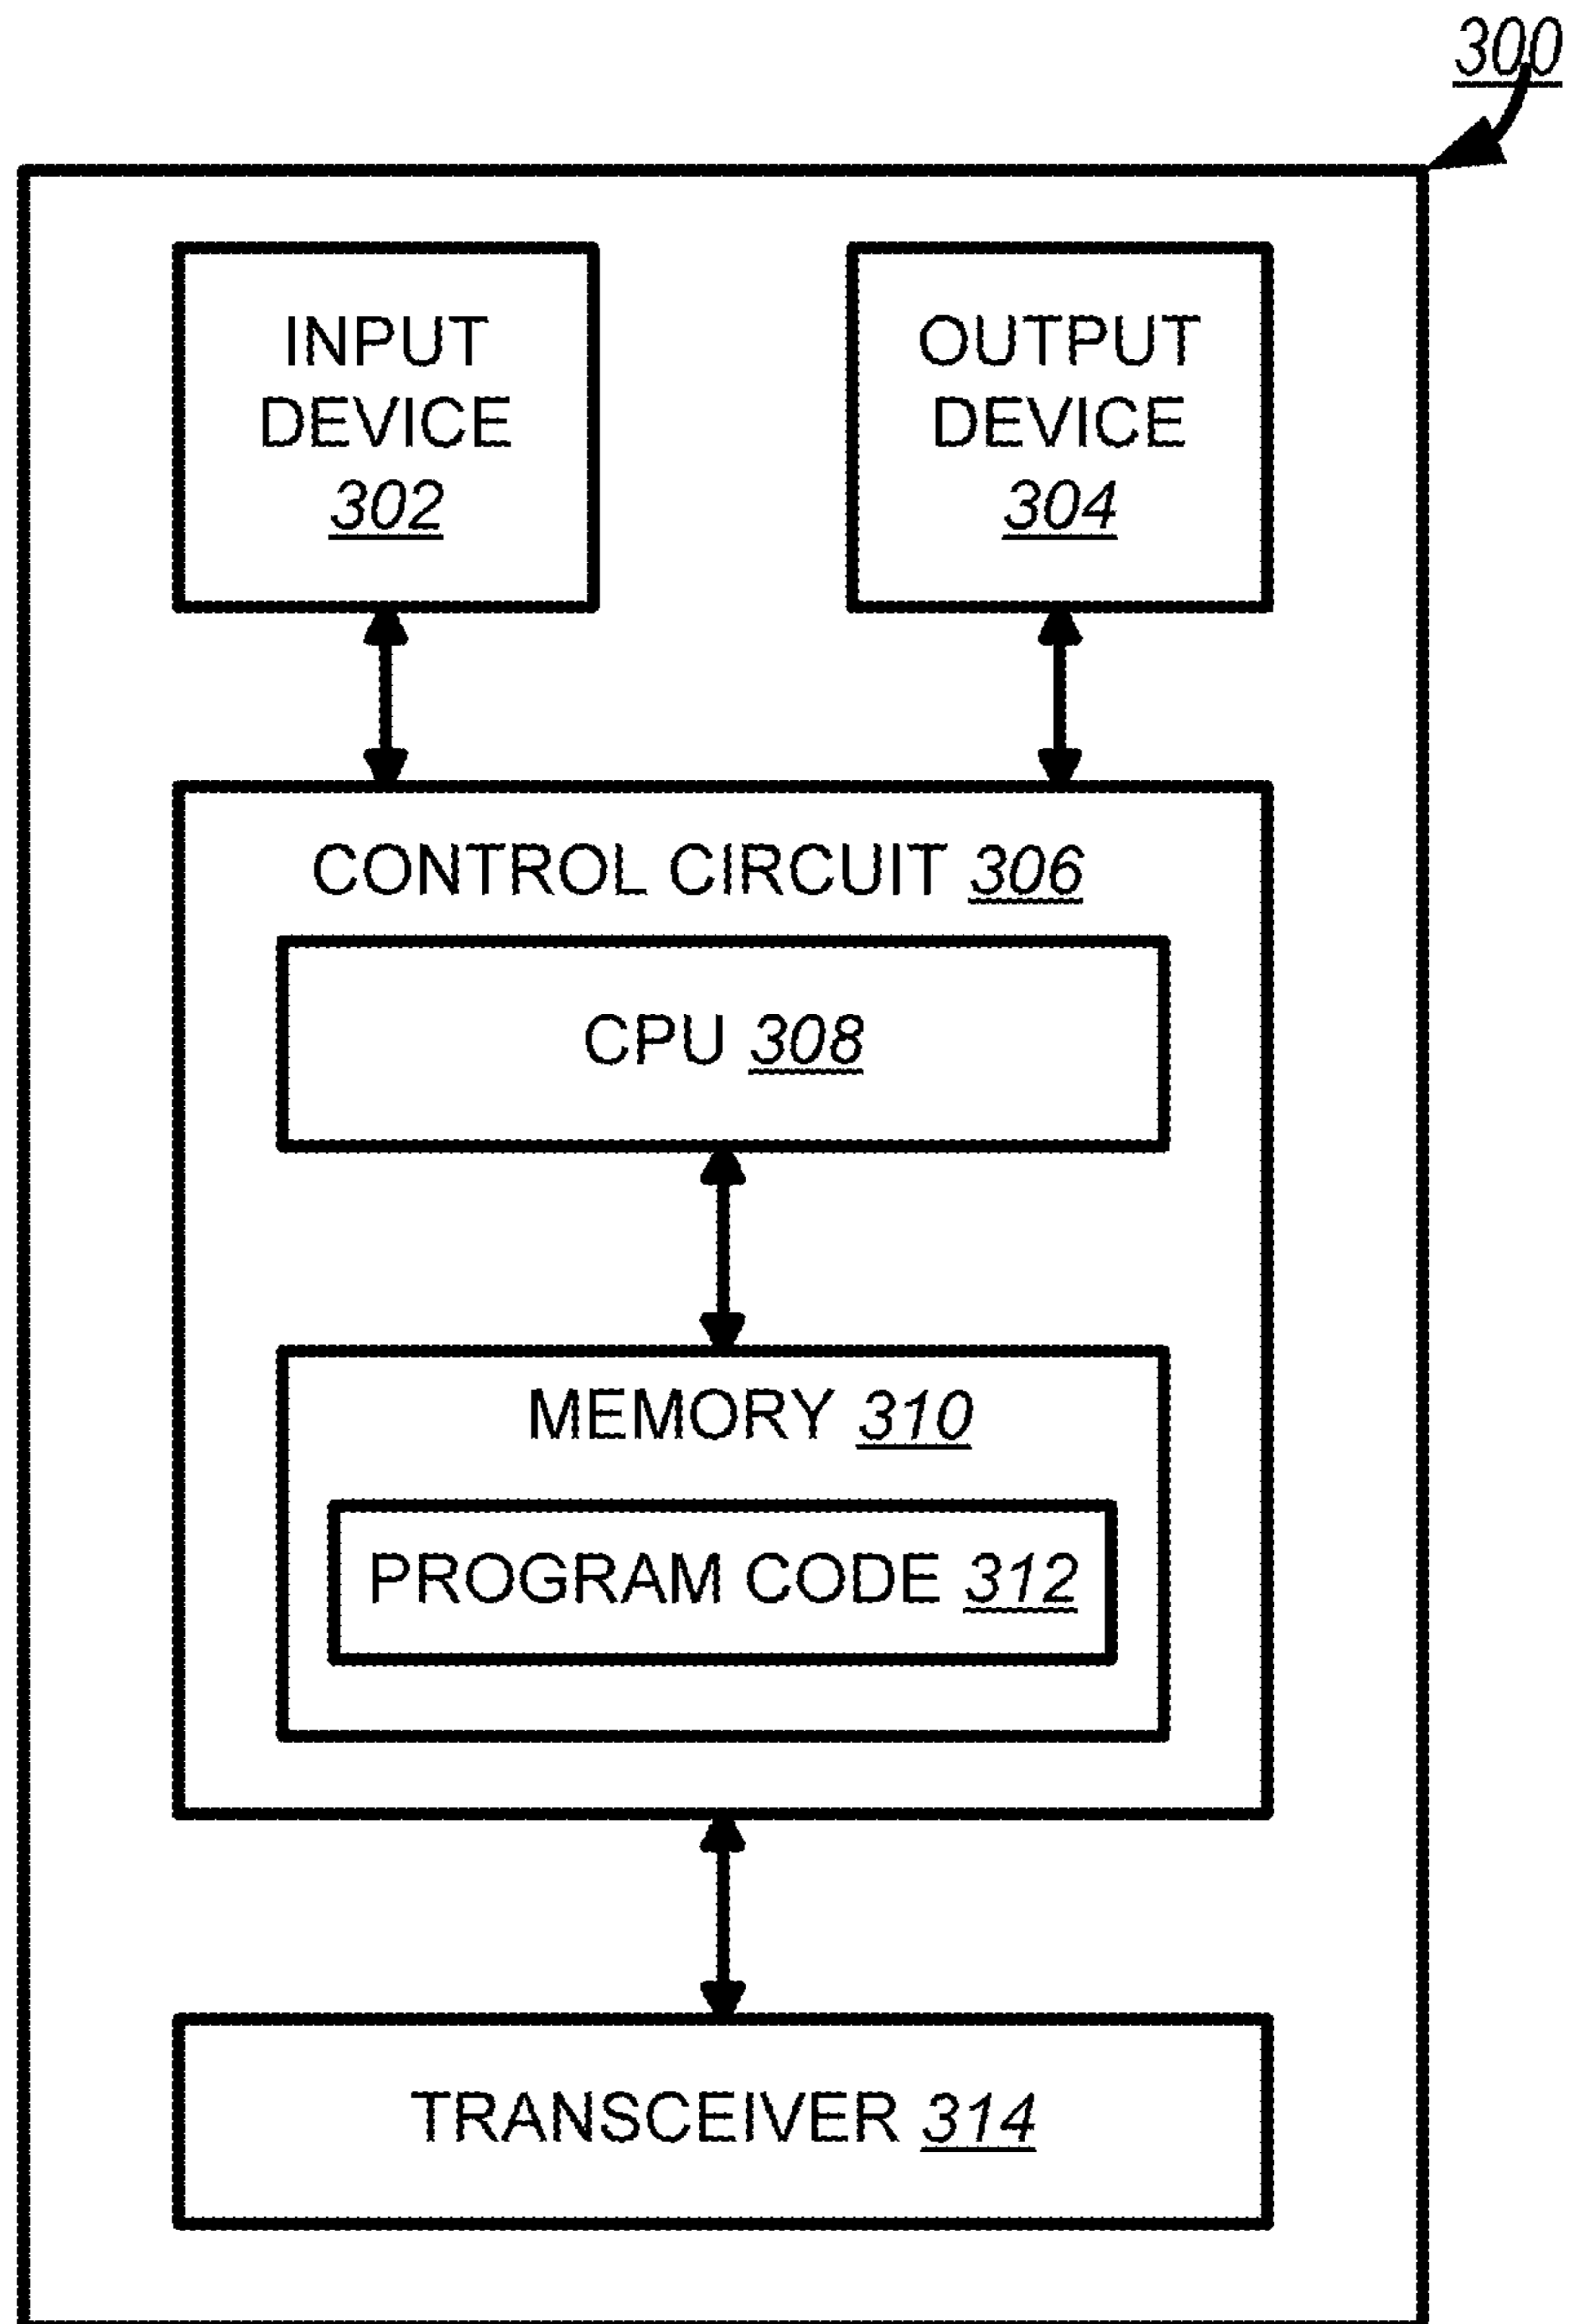 300
INPUT
DEVICE
302
OUTPUT
DEVICE
304
CONTROL CIRCUIT 306
CPU 308
MEMORY 310
PROGRAM CODE 312
TRANSCEIVER 314